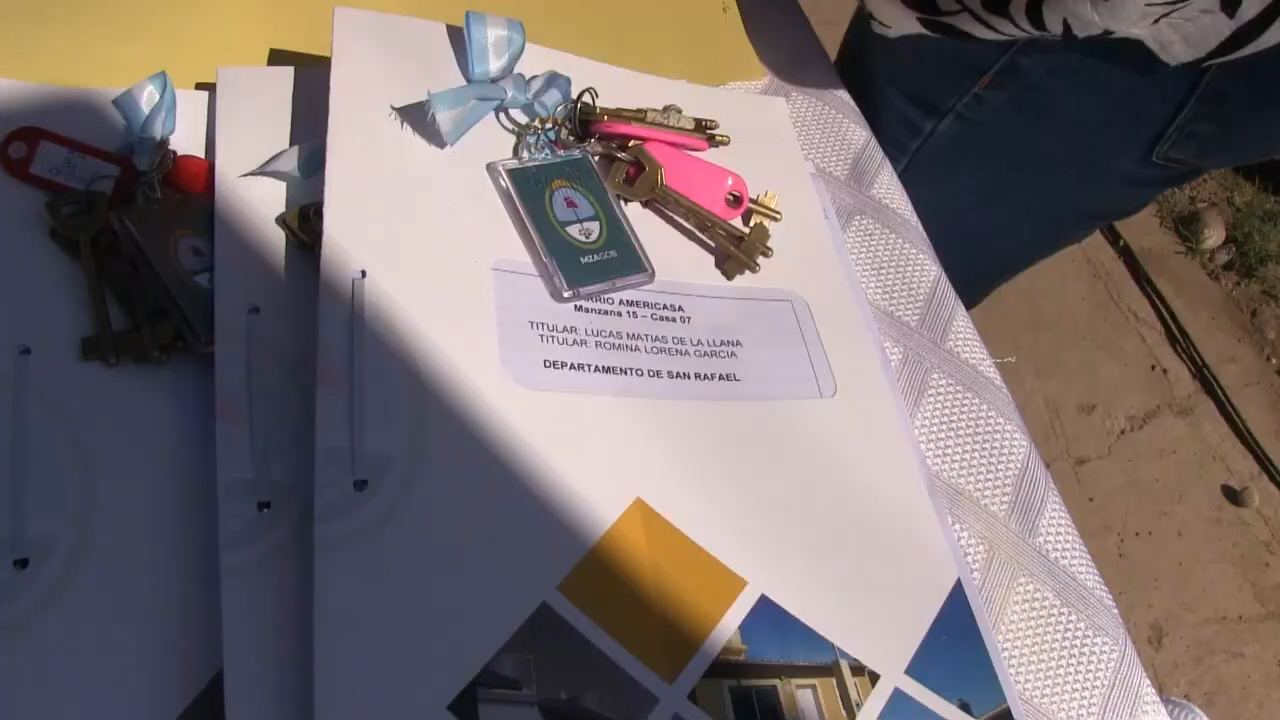 MZAGOB
RRIO AMERICASA
Manzana 15 – Casa 07
TITULAR: LUCAS MATIAS DE LA LLANA
TITULAR: ROMINA LORENA GARCIA
DEPARTAMENTO DE SAN RAFAEL